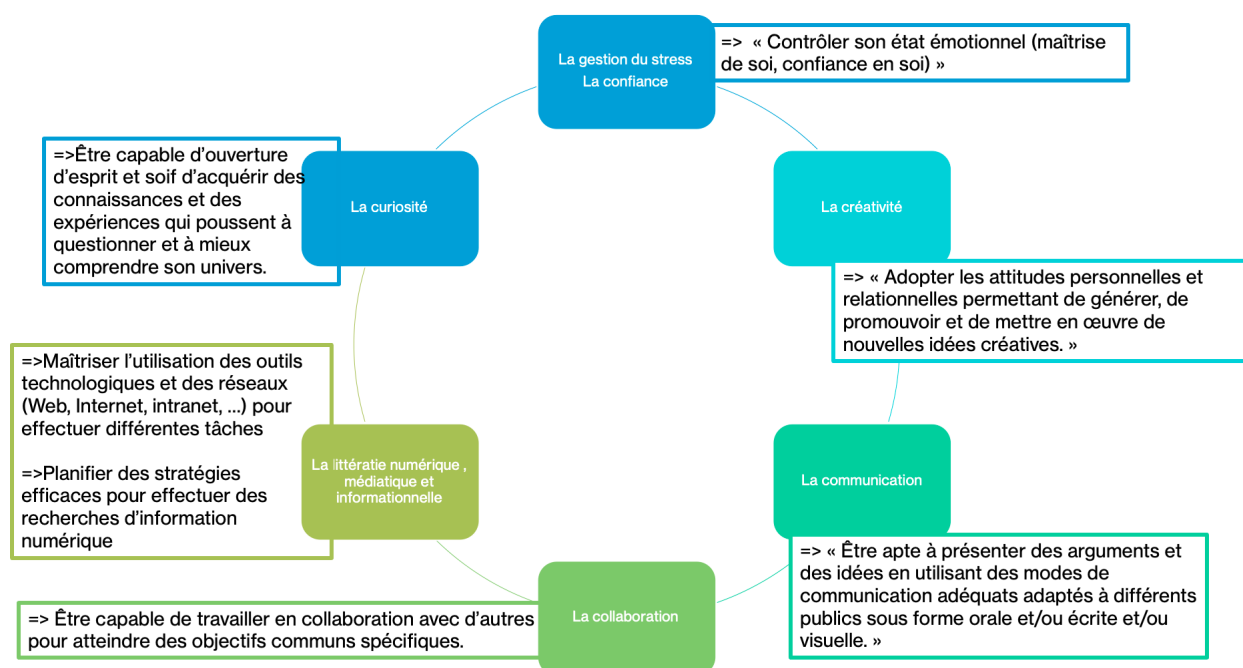 La gestion du stress
La confiance
=> « Contrôler son état émotionnel (maîtrise
de soi, confiance en soi) »
La créativité
=> « Adopter les attitudes personnelles et
relationnelles permettant de générer, de
promouvoir et de mettre en œuvre de
nouvelles idées créatives. »
La communication
=> « Être apte à présenter des arguments et
des idées en utilisant des modes de
communication adéquats adaptés à différents
publics sous forme orale et/ou écrite et/ou
visuelle. »
La collaboration
=> Être capable de travailler en collaboration avec d’autres
pour atteindre des objectifs communs spécifiques.
La littératie numérique ,
médiatique et
informationnelle
=>Maîtriser l’utilisation des outils
technologiques et des réseaux
(Web, Internet, intranet, ...) pour
effectuer différentes tâches
=>Planifier des stratégies
efficaces pour effectuer des
recherches d’information
numérique
La curiosité
=>Être capable d’ouverture
d’esprit et soif d’acquérir des
connaissances et des
expériences qui poussent à
questionner et à mieux
comprendre son univers.